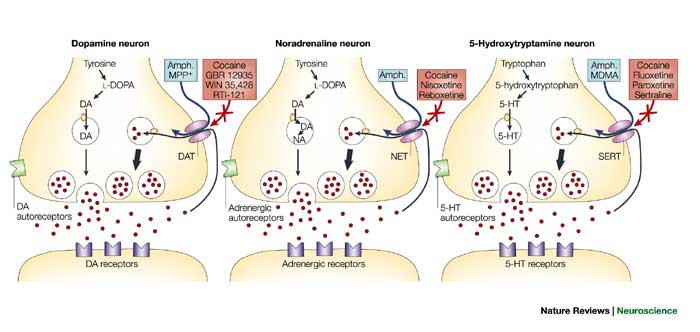 Dopamine neuron
Tyrosine
L-DOPA
DA
DA
Amph.
MPP+
Cocaine
GBR 12935
WIN 35,428
RTI-121
DAT
DA
autoreceptors
DA receptors
Noradrenaline neuron
Tyrosine
L-DOPA
DA
DA
NA
Amph.
Cocaine
Nisoxetine
Reboxetine
NET
Adrenergic
autoreceptors
Adrenergic receptors
5-Hydroxytryptamine neuron
Tryptophan
5-hydroxytryptophan
5-HT
5-HT
Amph.
MDMA
Cocaine
Fluoxetine
Paroxetine
Sertraline
SERT
5-HT
autoreceptors
5-HT receptors
Nature Reviews | Neuroscience